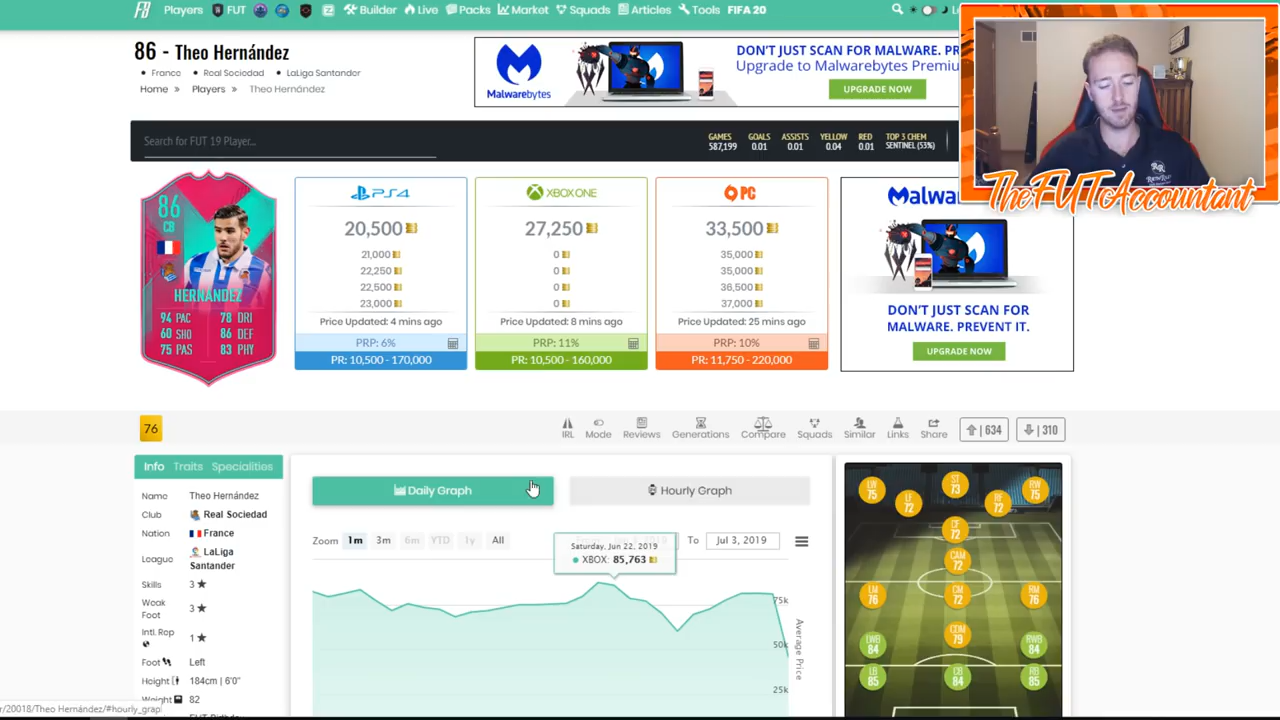 Players FUT Builder Live Packs Market Squads Articles Tools FIFA 20
86 - Theo Hernández
France Real Sociedad LaLiga Santander
Home » Players » Theo Hernández
Malwarebytes
DON'T JUST SCAN FOR MALWARE. PR
Upgrade to Malwarebytes Premiu
UPGRADE NOW
Search for FUT 19 Player...
GAMES 587,199
GOALS 0.01
ASSISTS 0.01
YELLOW 0.04
RED 0.01
TOP 3 CHEM SENTINEL (53%)
TheFUTAccountant
86
CB
HERNÁNDEZ
94 PAC 78 DRI
60 SHO 86 DEF
75 PAS 83 PHY
PS4
20,500
21,000
22,250
22,500
23,000
Price Updated: 4 mins ago
PRP: 6%
PR: 10,500 - 170,000
XBOX ONE
27,250
0
0
0
0
Price Updated: 8 mins ago
PRP: 11%
PR: 10,500 - 160,000
PC
33,500
35,000
35,000
36,500
37,000
Price Updated: 25 mins ago
PRP: 10%
PR: 11,750 - 220,000
Malwa
DON'T JUST SCAN FOR
MALWARE. PREVENT IT.
UPGRADE NOW
76
IRL Mode Reviews Generations Compare Squads Similar Links Share 634 310
Info Traits Specialities
Name Theo Hernández
Club Real Sociedad
Nation France
League LaLiga
Santander
Skills 3
Weak
Foot 3
Intl. Rep 1
Foot Left
Height 184cm | 6'0"
Weight 82
Daily Graph Hourly Graph
Zoom 1m 3m 6m YTD 1y All 2019 To Jul 3, 2019
Saturday, Jun 22, 2019
XBOX: 85,763
75k
50k
25k
Average Price
LW 75
ST 73
RW 75
LF 72
RF 72
CF 72
CAM 72
LM 76
CM 72
RM 76
CDM 79
LWB 84
RWB 84
LB 85
CB 84
RB 85
r/20018/Theo Hernández/#hourly_grap